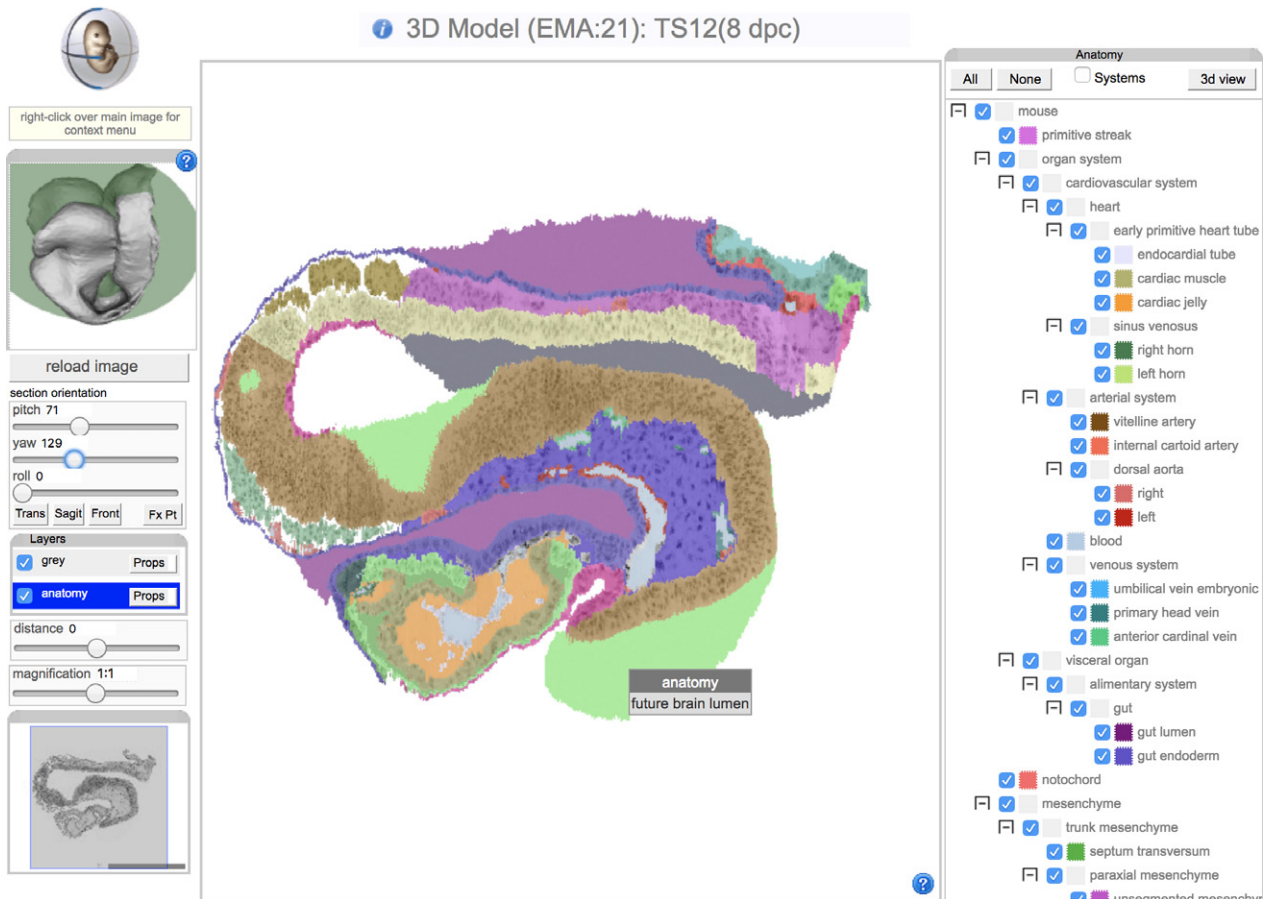 3D Model (EMA:21): TS12(8 dpc)
right-click over main image for
context menu
reload image
section orientation
pitch 71
yaw 129
roll 0
Trans Sagit Front Fx Pt
Layers
grey Props
anatomy Props
distance 0
magnification 1:1
anatomy
future brain lumen
Anatomy
All None Systems 3d view
mouse
primitive streak
organ system
cardiovascular system
heart
early primitive heart tube
endocardial tube
cardiac muscle
cardiac jelly
sinus venosus
right horn
left horn
arterial system
vitelline artery
internal cartoid artery
dorsal aorta
right
left
blood
venous system
umbilical vein embryonic
primary head vein
anterior cardinal vein
visceral organ
alimentary system
gut
gut lumen
gut endoderm
notochord
mesenchyme
trunk mesenchyme
septum transversum
paraxial mesenchyme